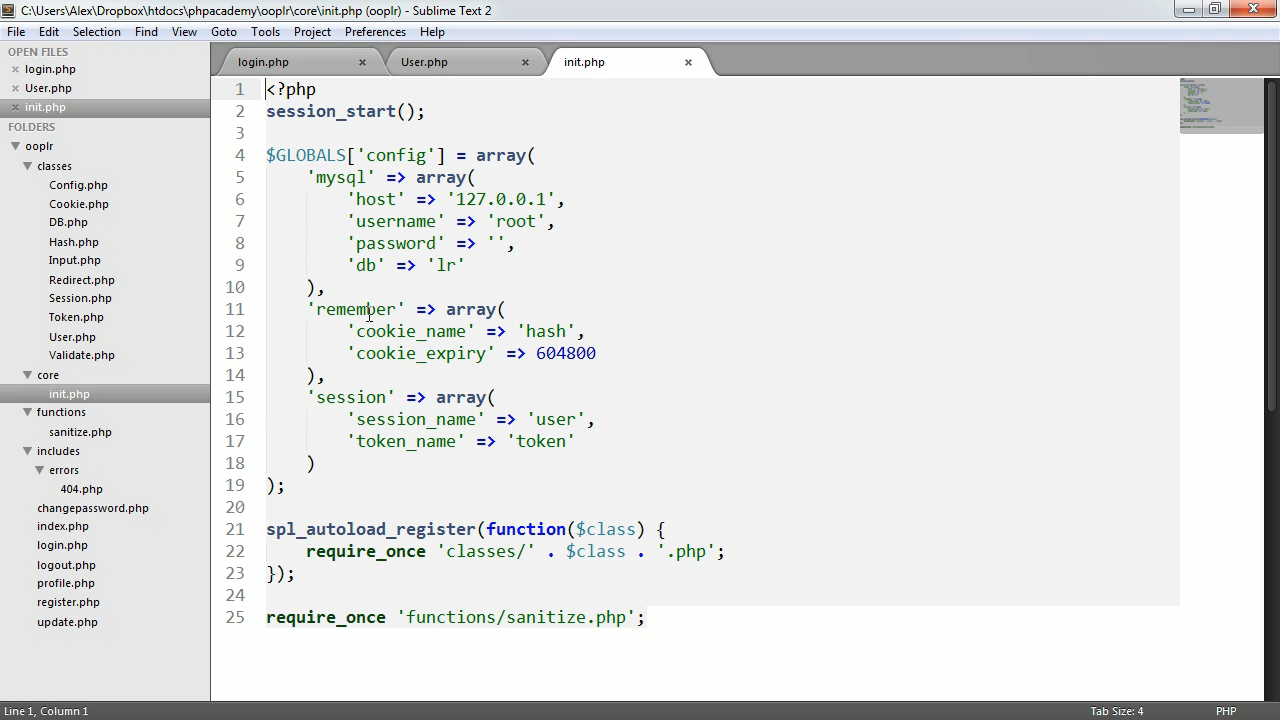 C:\Users\Alex\Dropbox\htdocs\phpacademy\ooplr\core\init.php (ooplr) - Sublime Text 2
File Edit Selection Find View Goto Tools Project Preferences Help
OPEN FILES
login.php
User.php
init.php
FOLDERS
ooplr
classes
Config.php
Cookie.php
DB.php
Hash.php
Input.php
Redirect.php
Session.php
Token.php
User.php
Validate.php
core
init.php
functions
sanitize.php
includes
errors
404.php
changepassword.php
index.php
login.php
logout.php
profile.php
register.php
update.php
login.php User.php init.php
1 <?php
2 session_start();
3
4 $GLOBALS['config'] = array(
5 'mysql' => array(
6 'host' => '127.0.0.1',
7 'username' => 'root',
8 'password' => '',
9 'db' => 'lr'
10 ),
11 'remember' => array(
12 'cookie_name' => 'hash',
13 'cookie_expiry' => 604800
14 ),
15 'session' => array(
16 'session_name' => 'user',
17 'token_name' => 'token'
18 )
19 );
20
21 spl_autoload_register(function($class) {
22 require_once 'classes/' . $class . '.php';
23 });
24
25 require_once 'functions/sanitize.php';
Line 1, Column 1 Tab Size: 4 PHP